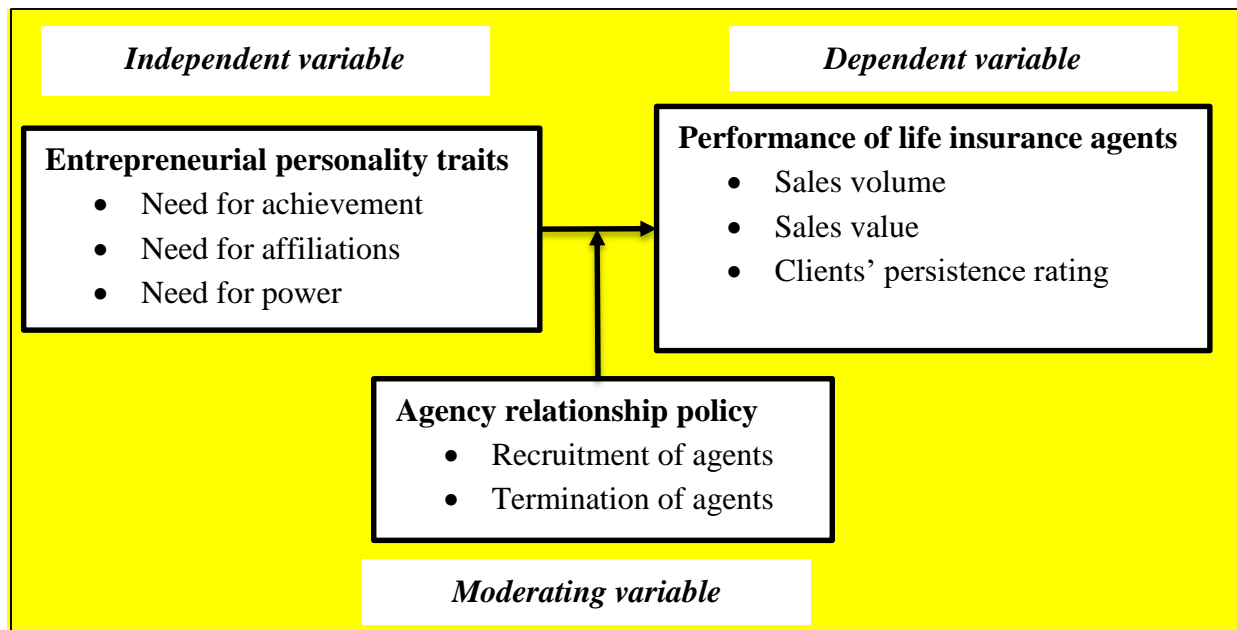 Independent variable
Dependent variable
Entrepreneurial personality traits
• Need for achievement
• Need for affiliations
• Need for power
Performance of life insurance agents
• Sales volume
• Sales value
• Clients’ persistence rating
Agency relationship policy
• Recruitment of agents
• Termination of agents
Moderating variable